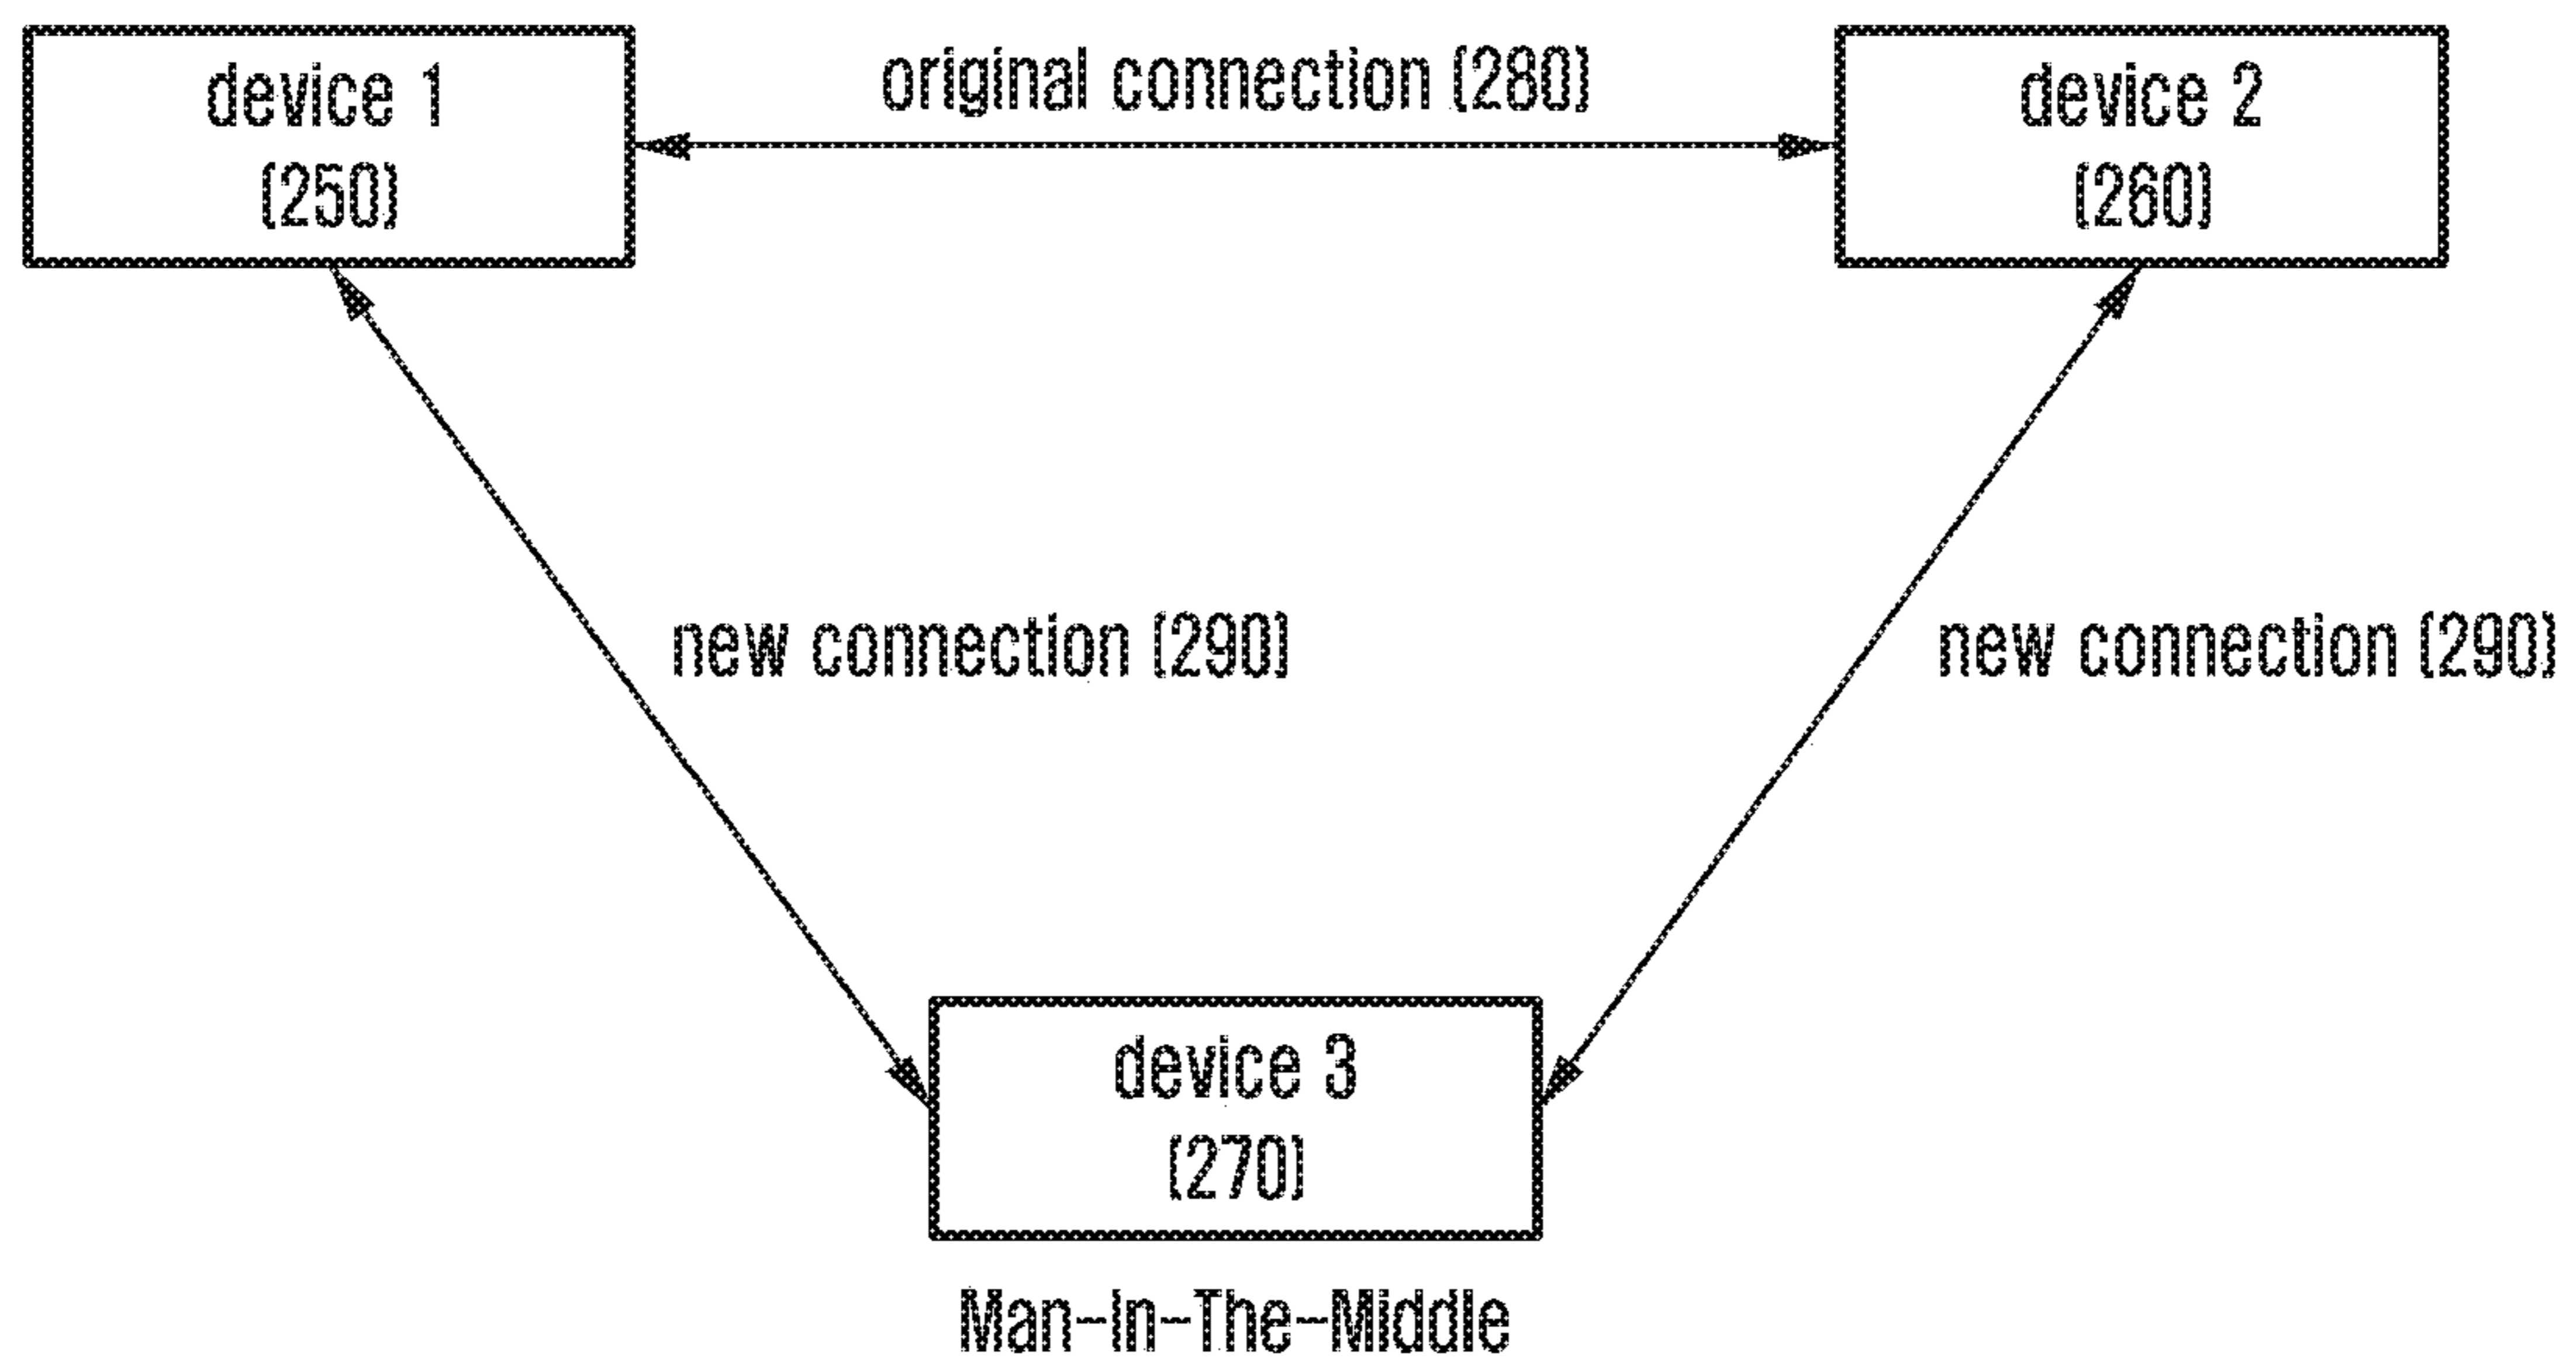 device 1
(250)
original connection (280)
device 2
(260)
new connection (290)
new connection (290)
device 3
(270)
Man-In-The-Middle